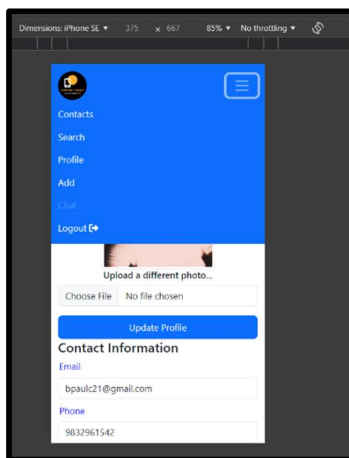 Dimensions: iPhone SE ▼ 375 x 667 85% ▼ No throttling ▼
Contacts
Search
Profile
Add
Chat
Logout
Upload a different photo...
Choose File No file chosen
Update Profile
Contact Information
Email
bpaulc21@gmail.com
Phone
9832961542